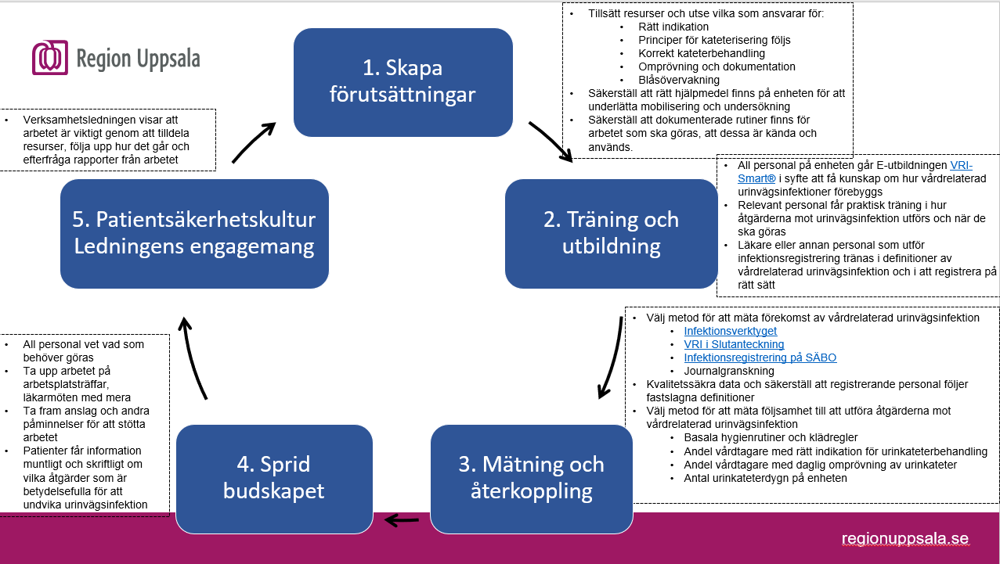 Region Uppsala
1. Skapa
förutsättningar
• Tillsätt resurser och utse vilka som ansvarar för:
• Rätt indikation
• Principer för kateterisering följs
• Korrekt kateterbehandling
• Omprövning och dokumentation
• Blåsövervakning
• Säkerställ att rätt hjälpmedel finns på enheten för att
underlätta mobilisering och undersökning
• Säkerställ att dokumenterade rutiner finns för
arbetet som ska göras, att dessa är kända och
används.
2. Träning och
utbildning
• All personal på enheten går E-utbildningen VRI-
Smart® i syfte att få kunskap om hur vårdrelaterad
urinvägsinfektioner förebyggs
• Relevant personal får praktisk träning i hur
åtgärderna mot urinvägsinfektion utförs och när de
ska göras
• Läkare eller annan personal som utför
infektionsregistrering tränas i definitioner av
vårdrelaterad urinvägsinfektion och i att registrera på
rätt sätt
3. Mätning och
återkoppling
• Välj metod för att mäta förekomst av vårdrelaterad urinvägsinfektion
• Infektionsverktyget
• VRI i Slutanteckning
• Infektionsregistrering på SÄBO
• Journalgranskning
• Kvalitetssäkra data och säkerställ att registrerande personal följer
fastslagna definitioner
• Välj metod för att mäta följsamhet till att utföra åtgärderna mot
vårdrelaterad urinvägsinfektion
• Basala hygienrutiner och klädregler
• Andel vårdtagare med rätt indikation för urinkateterbehandling
• Andel vårdtagare med daglig omprövning av urinkateter
• Antal urinkateterdygn på enheten
4. Sprid
budskapet
• All personal vet vad som
behöver göras
• Ta upp arbetet på
arbetsplatsträffar,
läkarmöten med mera
• Ta fram anslag och andra
påminnelser för att stötta
arbetet
• Patienter får information
muntligt och skriftligt om
vilka åtgärder som är
betydelsefulla för att
undvika urinvägsinfektion
5. Patientsäkerhetskultur
Ledningens engagemang
• Verksamhetsledningen visar att
arbetet är viktigt genom att tilldela
resurser, följa upp hur det går och
efterfråga rapporter från arbetet
regionuppsala.se